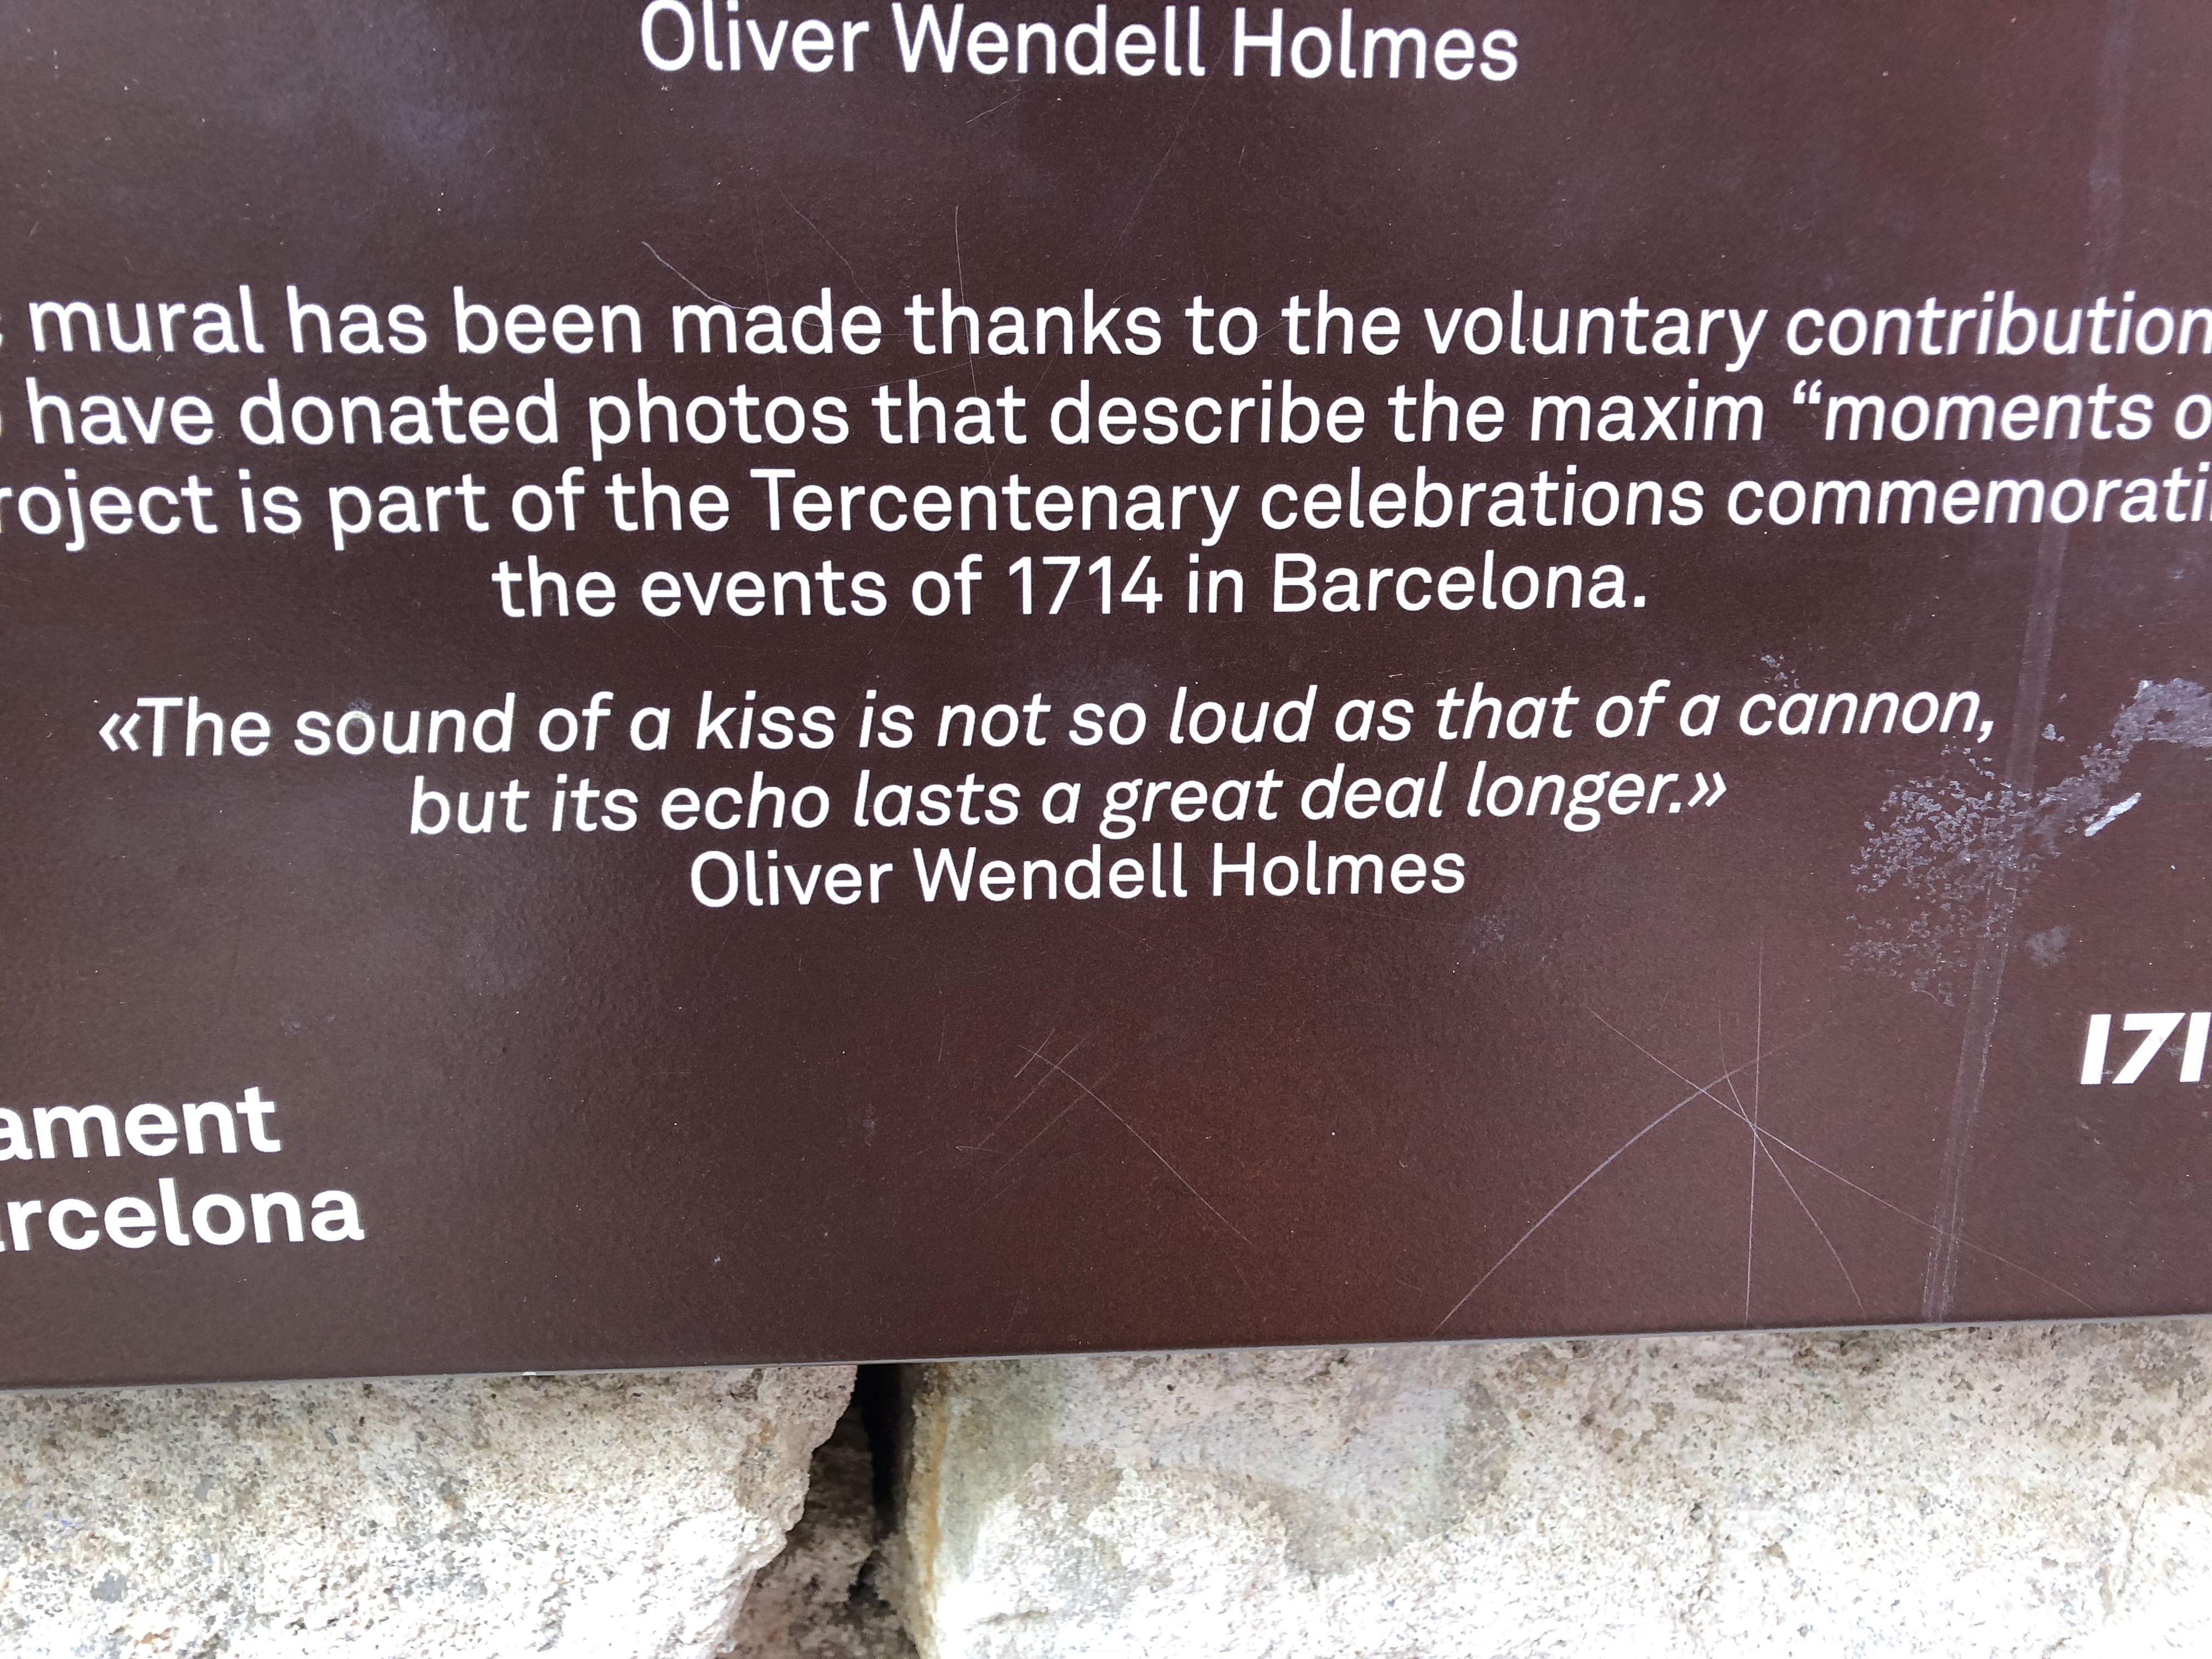 Oliver Wendell Holmes
mural has been made thanks to the voluntary contribution
have donated photos that describe the maxim “moments o
roject is part of the Tercentenary celebrations commemorati
the events of 1714 in Barcelona.
«The sound of a kiss is not so loud as that of a cannon,
but its echo lasts a great deal longer.»
Oliver Wendell Holmes
171
ament
arcelona